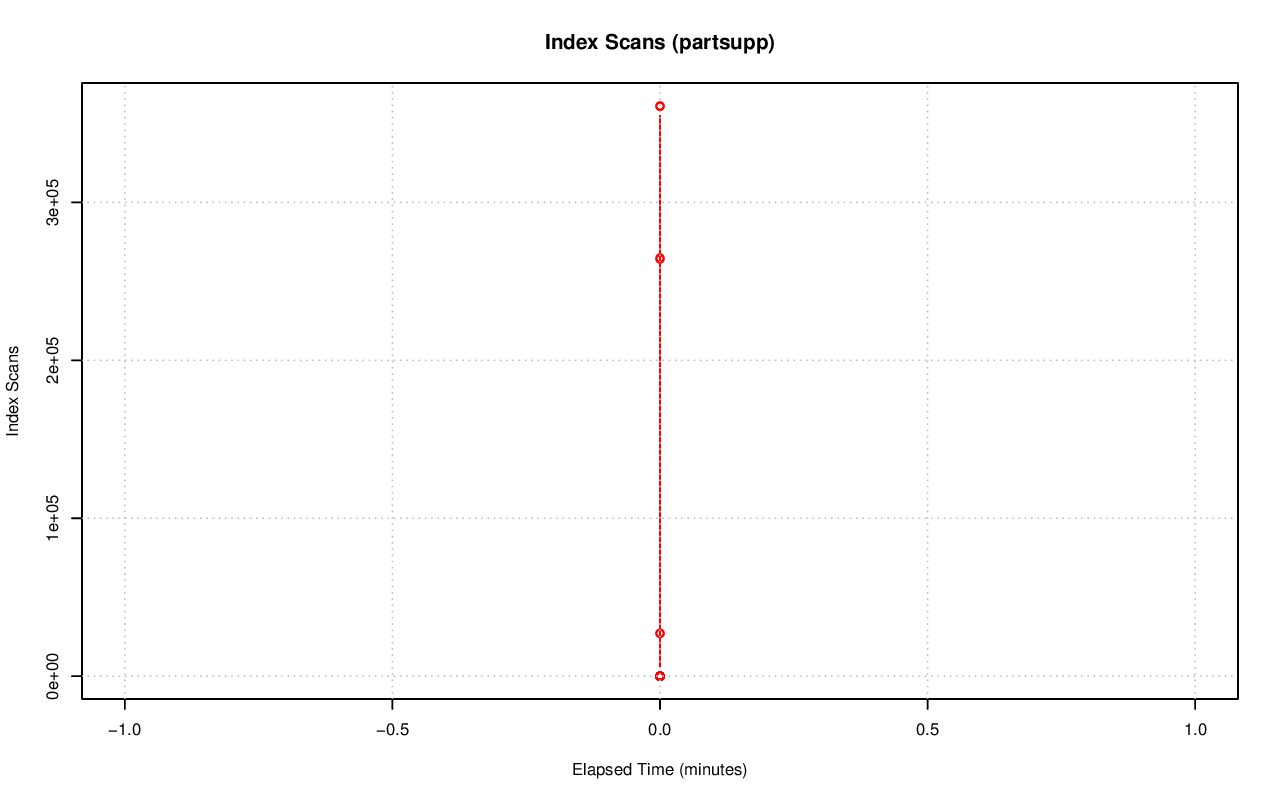 Index Scans (partsupp)
Index Scans
3e+05
2e+05
1e+05
0e+00
−1.0
−0.5
0.0
0.5
1.0
Elapsed Time (minutes)